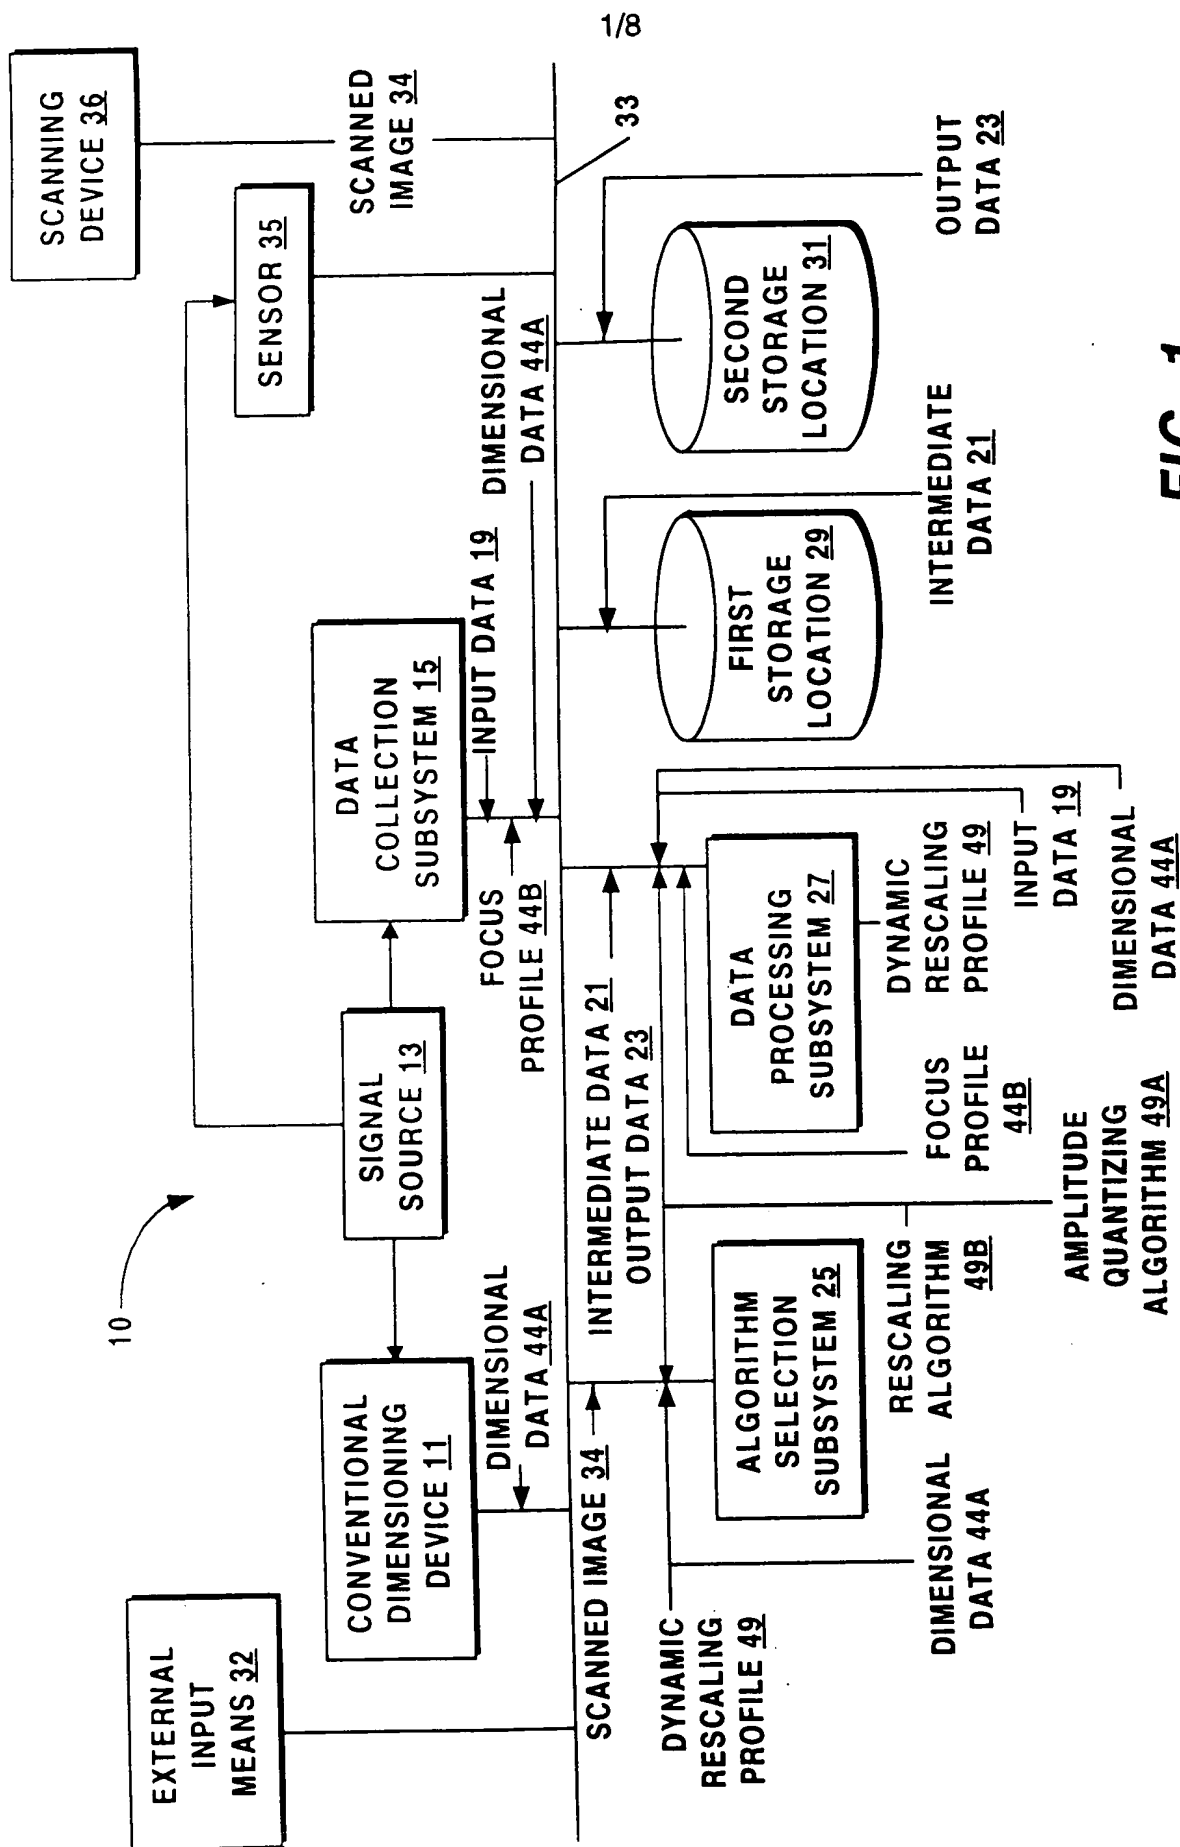 1/8
SCANNING
DEVICE 36
SENSOR 35
SCANNED
IMAGE 34
33
10
EXTERNAL
INPUT
MEANS 32
CONVENTIONAL
DIMENSIONING
DEVICE 11
SIGNAL
SOURCE 13
DATA
COLLECTION
SUBSYSTEM 15
DIMENSIONAL
DATA 44A
FOCUS
PROFILE 44B
INPUT DATA 19
DIMENSIONAL
DATA 44A
SCANNED IMAGE 34
INTERMEDIATE DATA 21
OUTPUT DATA 23
DYNAMIC
RESCALING
PROFILE 49
ALGORITHM
SELECTION
SUBSYSTEM 25
DATA
PROCESSING
SUBSYSTEM 27
FIRST
STORAGE
LOCATION 29
SECOND
STORAGE
LOCATION 31
DIMENSIONAL
DATA 44A
RESCALING
ALGORITHM
49B
FOCUS
PROFILE
44B
DYNAMIC
RESCALING
PROFILE 49
INPUT
DATA 19
INTERMEDIATE
DATA 21
OUTPUT
DATA 23
AMPLITUDE
QUANTIZING
ALGORITHM 49A
DIMENSIONAL
DATA 44A
FIG. 1